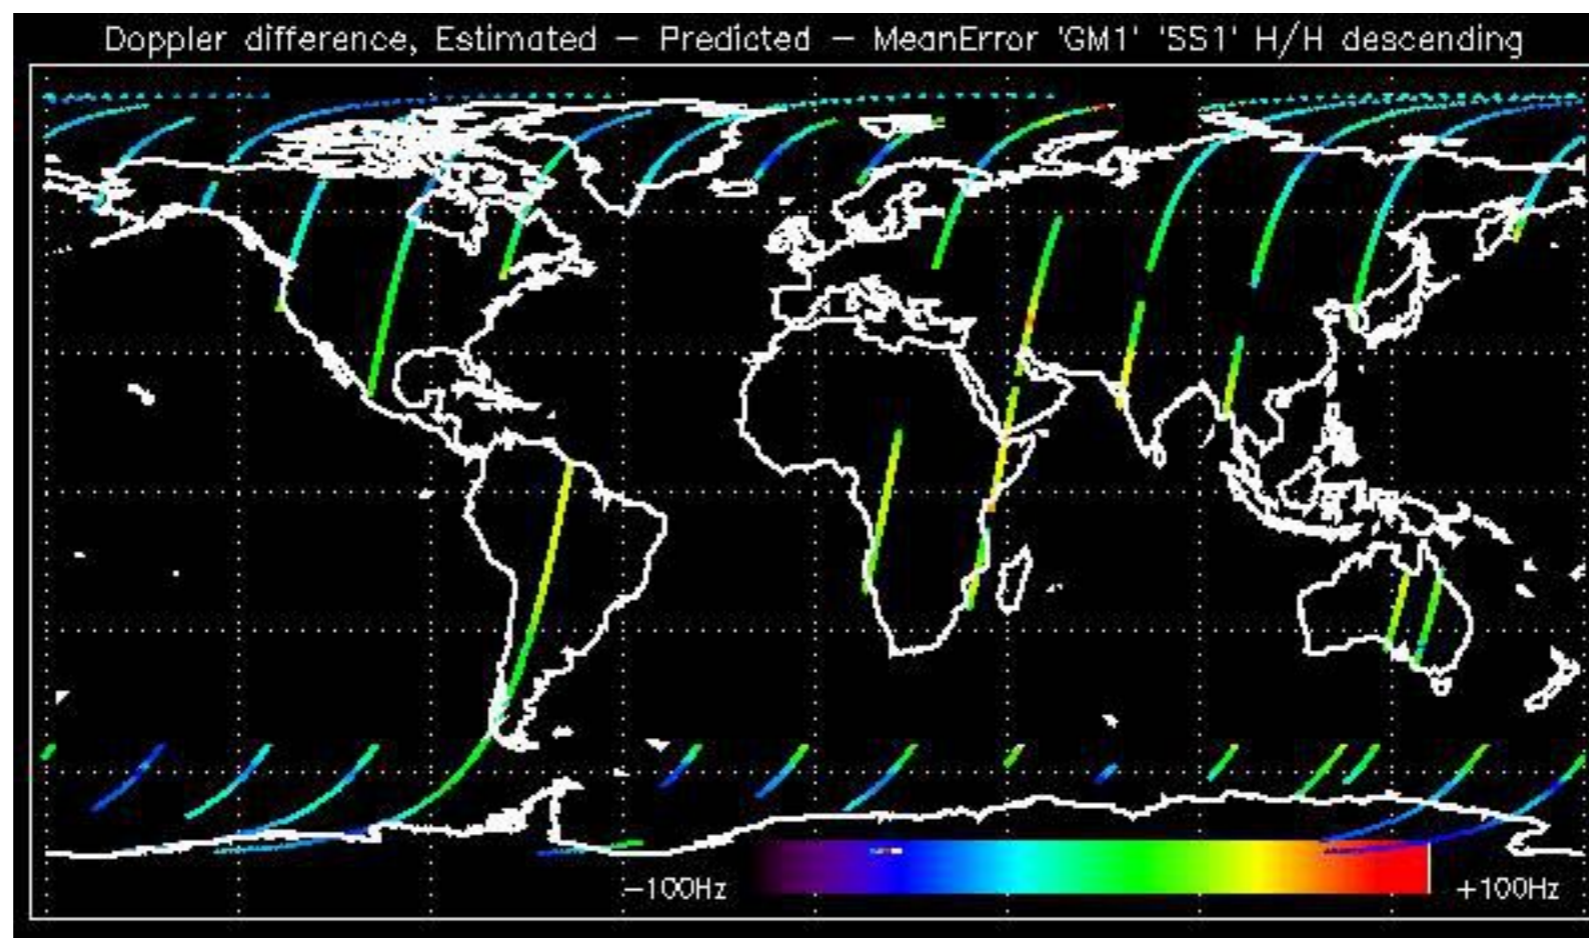 Doppler difference, Estimated – Predicted – MeanError 'GM1' 'SS1' H/H descending
–100Hz
+100Hz